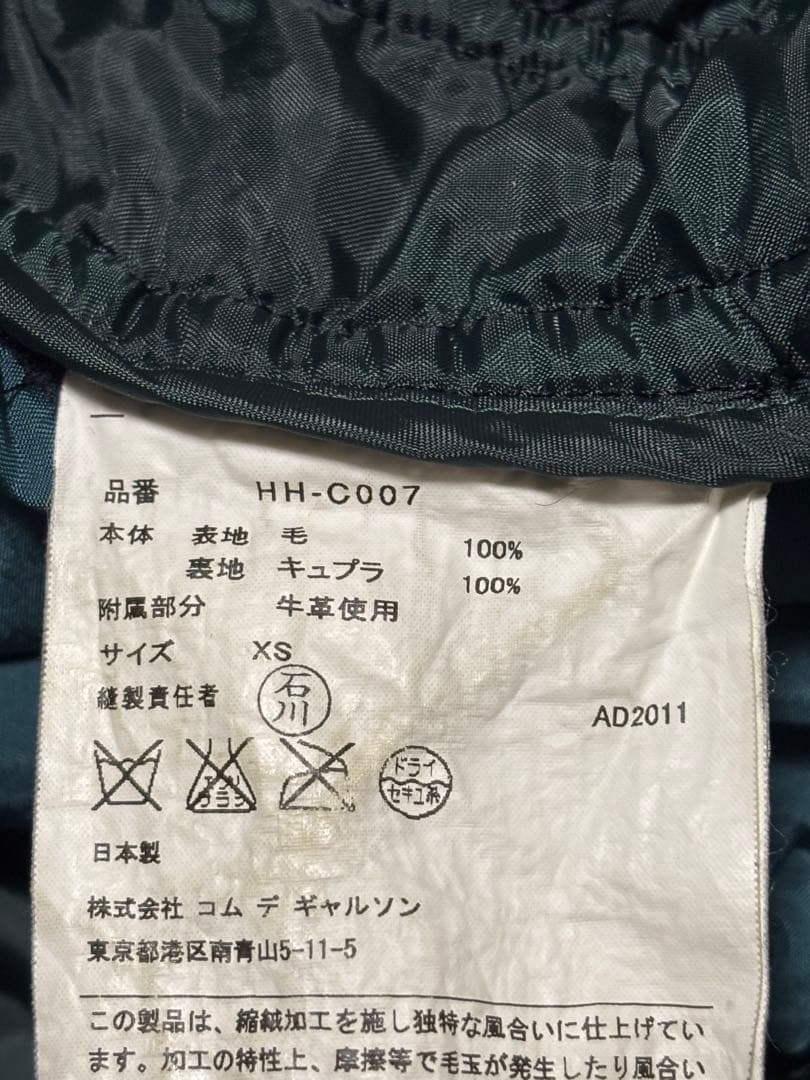 品番 HH-C007
本体 表地 毛 100%
裏地 キュプラ 100%
附属部分 牛革使用
サイズ XS
縫製責任者 石川
AD2011
エンソ
サラシ
ドライ
セキユ系
日本製
株式会社 コム デ ギャルソン
東京都港区南青山5-11-5
この製品は、縮絨加工を施し独特な風合いに仕上げてい
ます。加工の特性上、摩擦等で毛玉が発生したり風合い